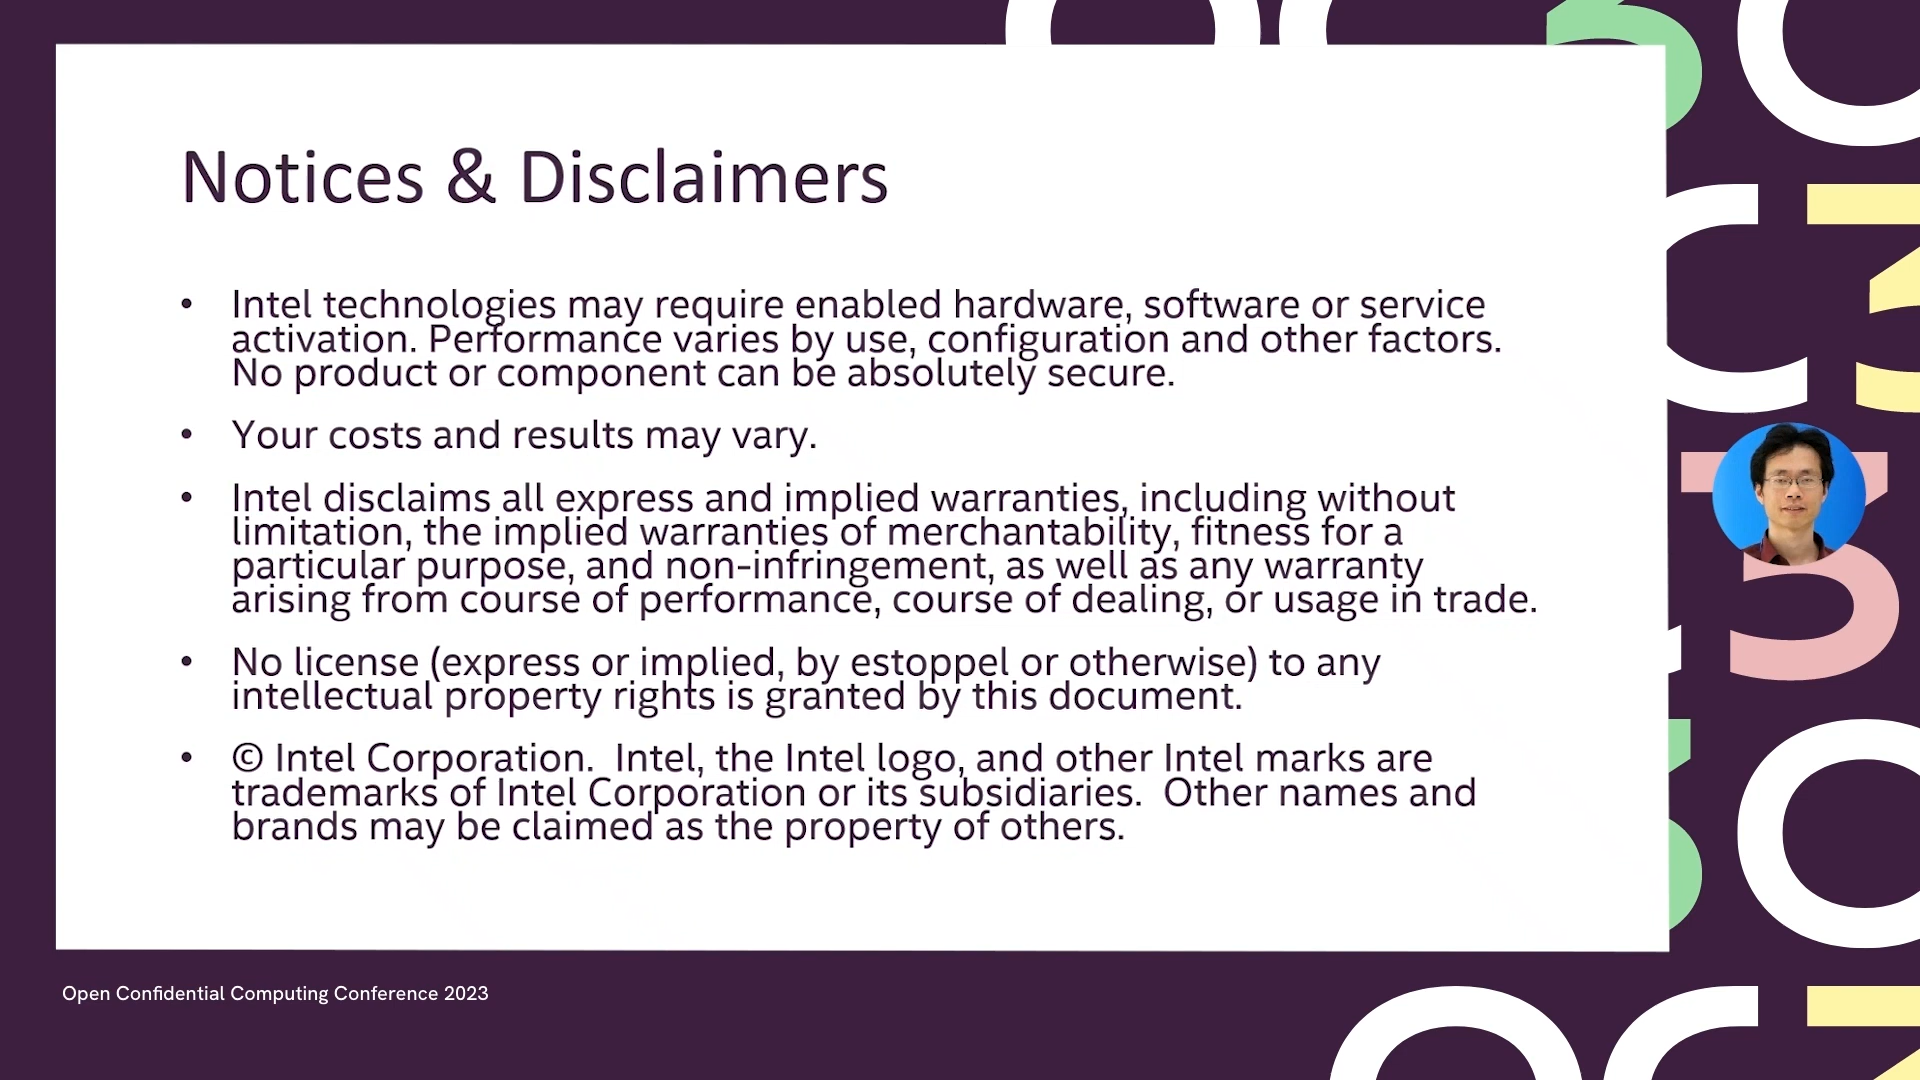 Notices & Disclaimers
• Intel technologies may require enabled hardware, software or service
activation. Performance varies by use, configuration and other factors.
No product or component can be absolutely secure.
• Your costs and results may vary.
• Intel disclaims all express and implied warranties, including without
limitation, the implied warranties of merchantability, fitness for a
particular purpose, and non-infringement, as well as any warranty
arising from course of performance, course of dealing, or usage in trade.
• No license (express or implied, by estoppel or otherwise) to any
intellectual property rights is granted by this document.
• © Intel Corporation.  Intel, the Intel logo, and other Intel marks are
trademarks of Intel Corporation or its subsidiaries.  Other names and
brands may be claimed as the property of others.
Open Confidential Computing Conference 2023